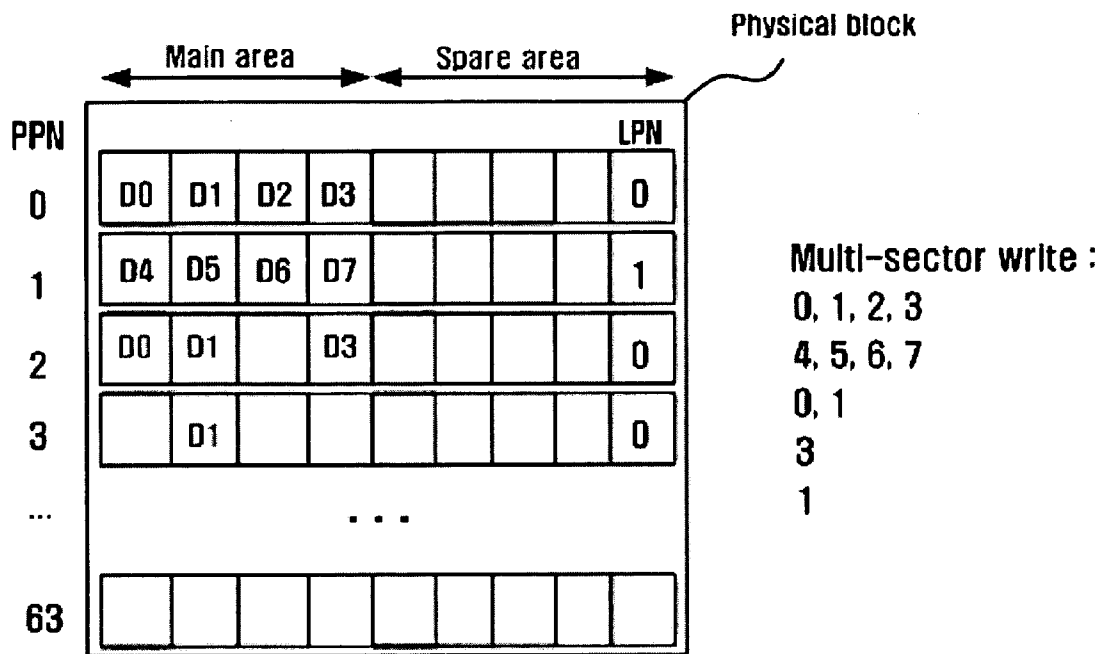 Physical block
Main area Spare area
PPN LPN
0 D0 D1 D2 D3 0
1 D4 D5 D6 D7 1
2 D0 D1 D3 0
3 D1 0
... ...
63
Multi-sector write :
0, 1, 2, 3
4, 5, 6, 7
0, 1
3
1